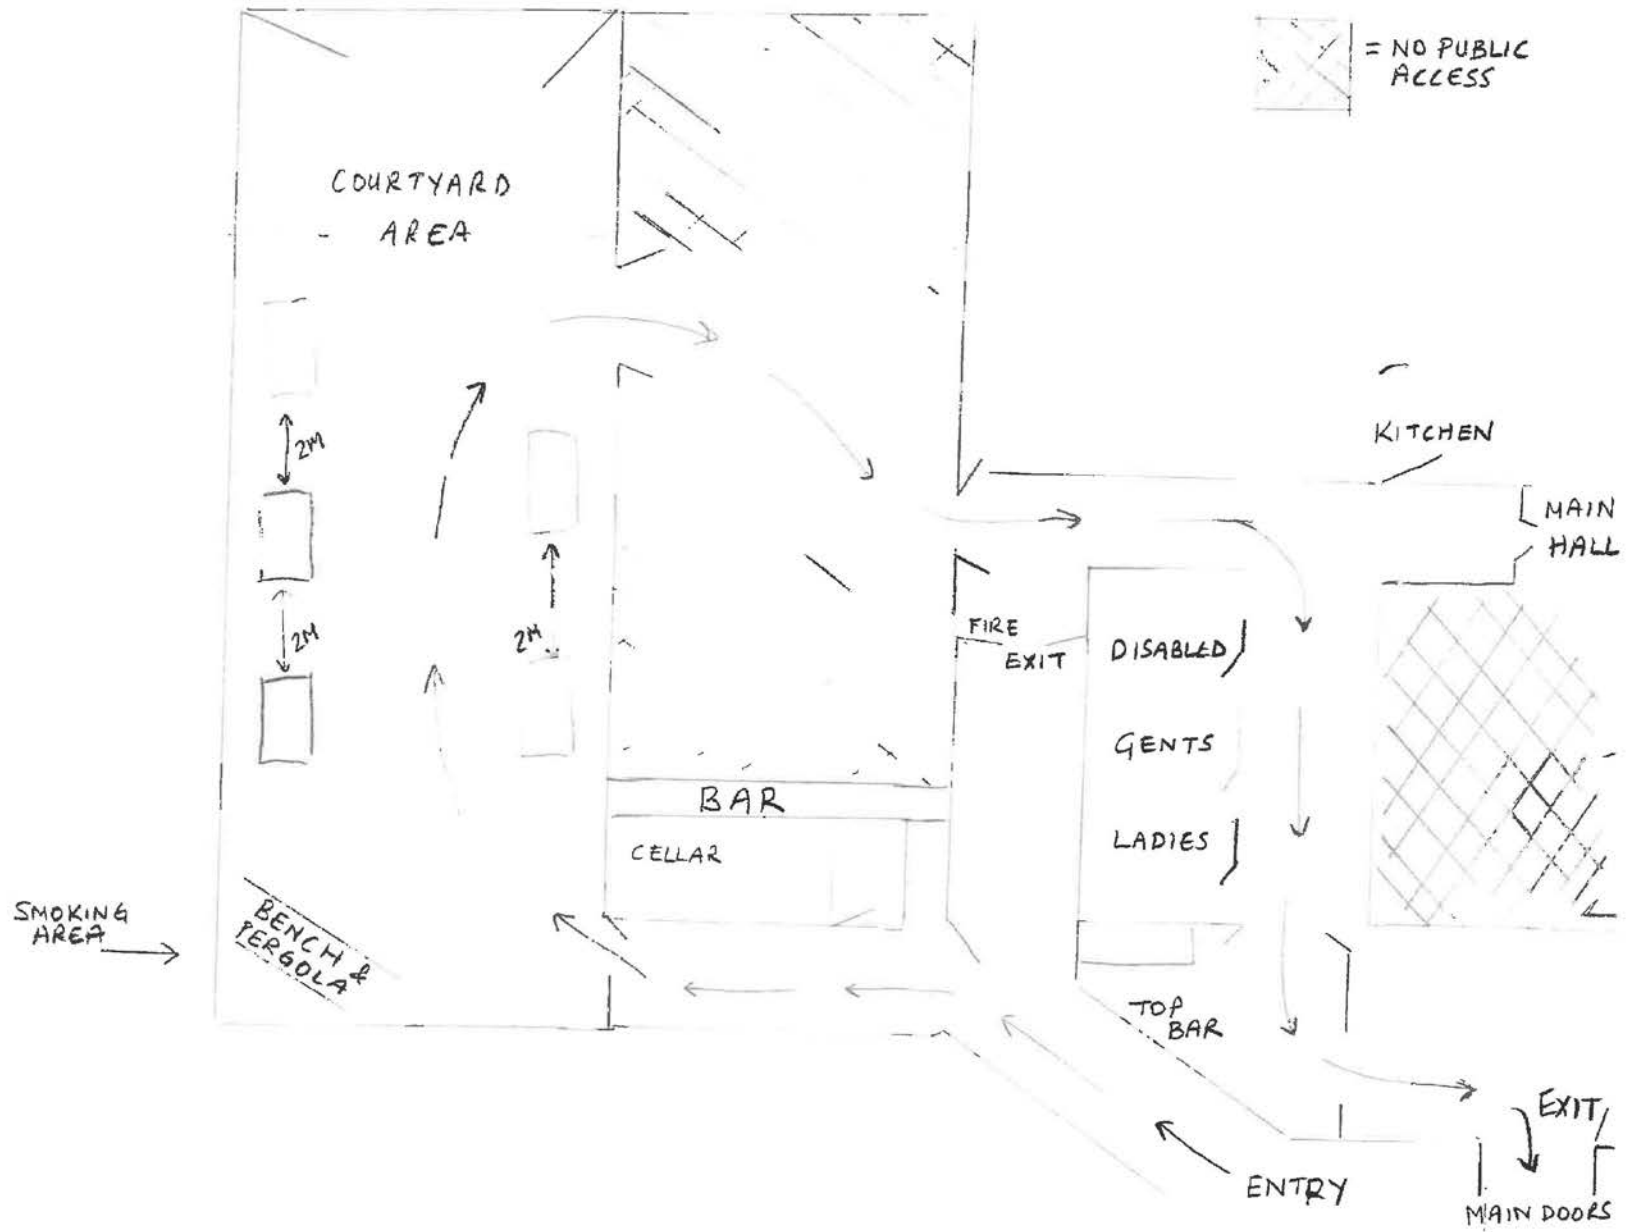 = NO PUBLIC
ACCESS
COURTYARD
AREA
2M
2M
2M
KITCHEN
MAIN
HALL
FIRE
EXIT
DISABLED
GENTS
LADIES
BAR
CELLAR
SMOKING
AREA
BENCH &
PERGOLA
TOP
BAR
EXIT
ENTRY
MAIN DOORS